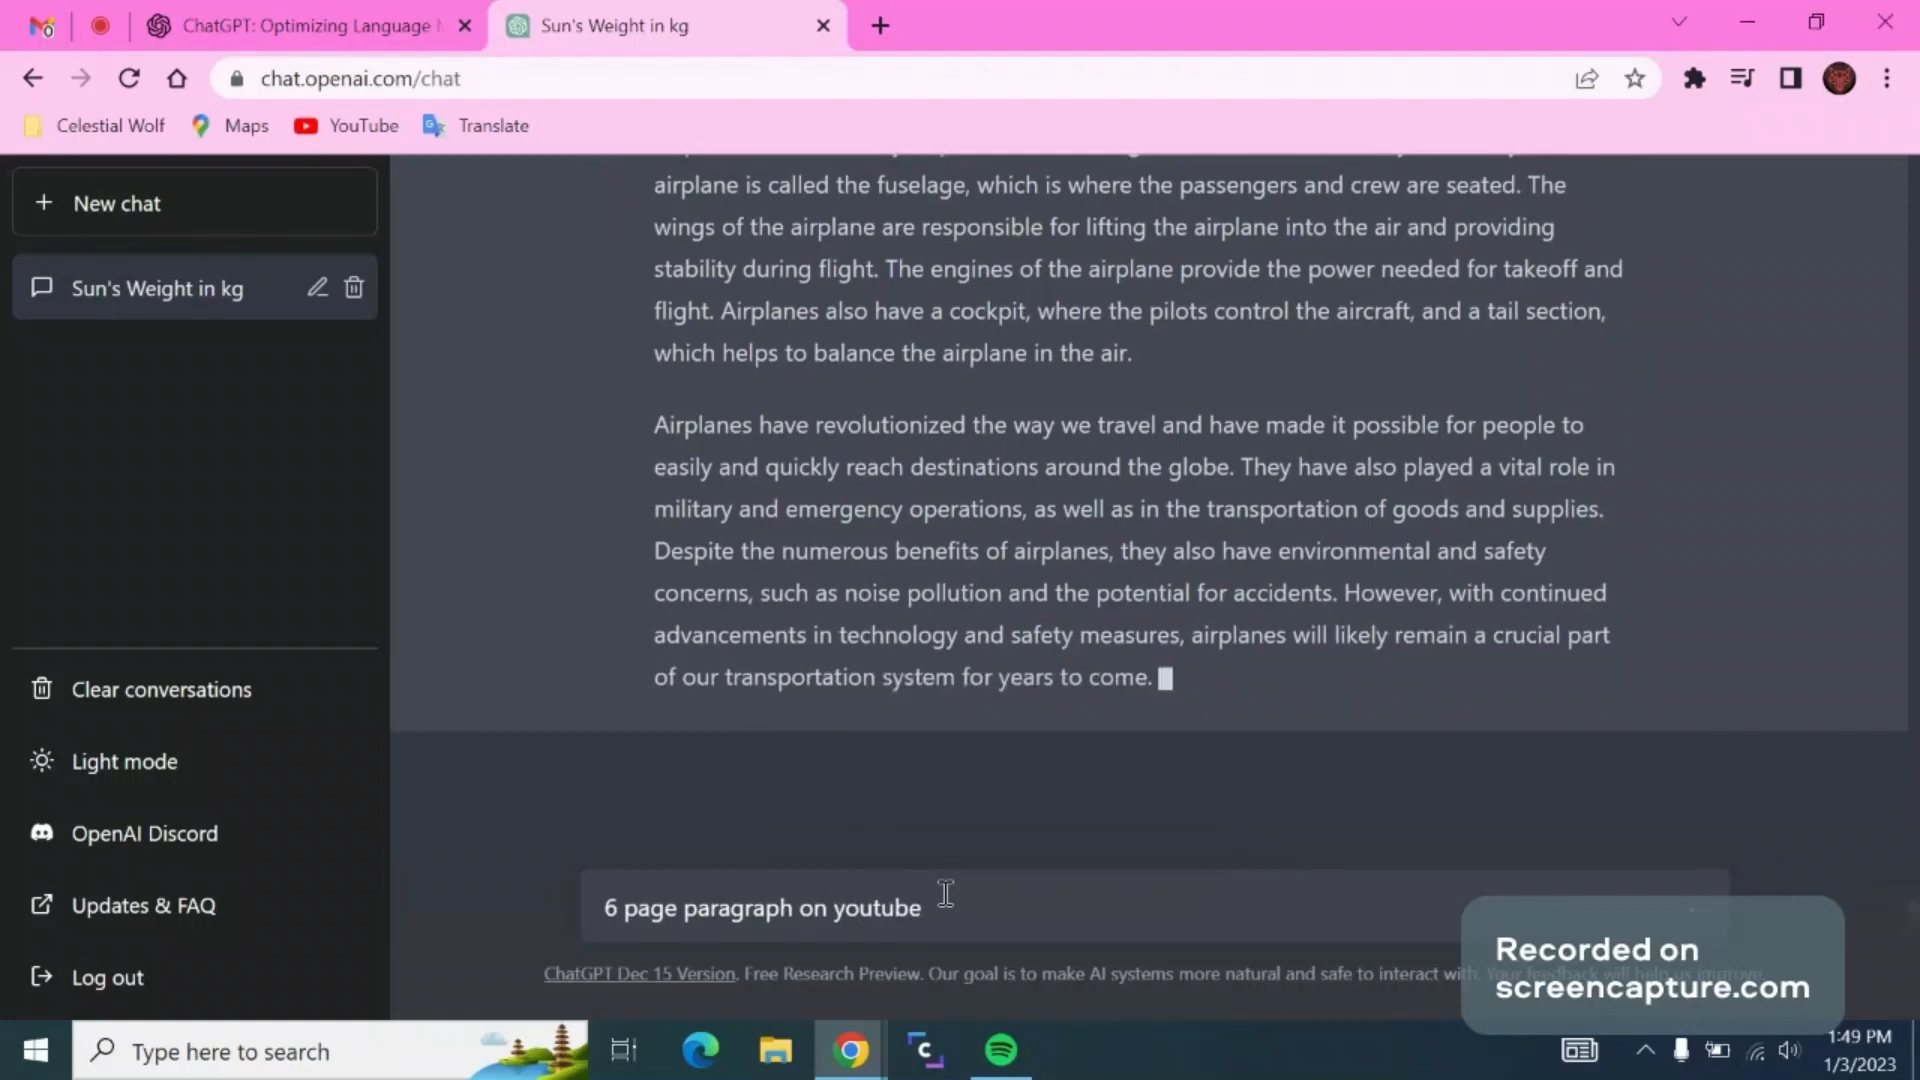 ChatGPT: Optimizing Language
Sun's Weight in kg
chat.openai.com/chat
Celestial Wolf
Maps
YouTube
Translate
New chat
Sun's Weight in kg
airplane is called the fuselage, which is where the passengers and crew are seated. The
wings of the airplane are responsible for lifting the airplane into the air and providing
stability during flight. The engines of the airplane provide the power needed for takeoff and
flight. Airplanes also have a cockpit, where the pilots control the aircraft, and a tail section,
which helps to balance the airplane in the air.
Airplanes have revolutionized the way we travel and have made it possible for people to
easily and quickly reach destinations around the globe. They have also played a vital role in
military and emergency operations, as well as in the transportation of goods and supplies.
Despite the numerous benefits of airplanes, they also have environmental and safety
concerns, such as noise pollution and the potential for accidents. However, with continued
advancements in technology and safety measures, airplanes will likely remain a crucial part
of our transportation system for years to come.
Clear conversations
Light mode
OpenAI Discord
Updates & FAQ
Log out
6 page paragraph on youtube
ChatGPT Dec 15 Version. Free Research Preview. Our goal is to make AI systems more natural and safe to interact with. Your feedback will help us improve.
Recorded on
screencapture.com
Type here to search
1:49 PM
1/3/2023